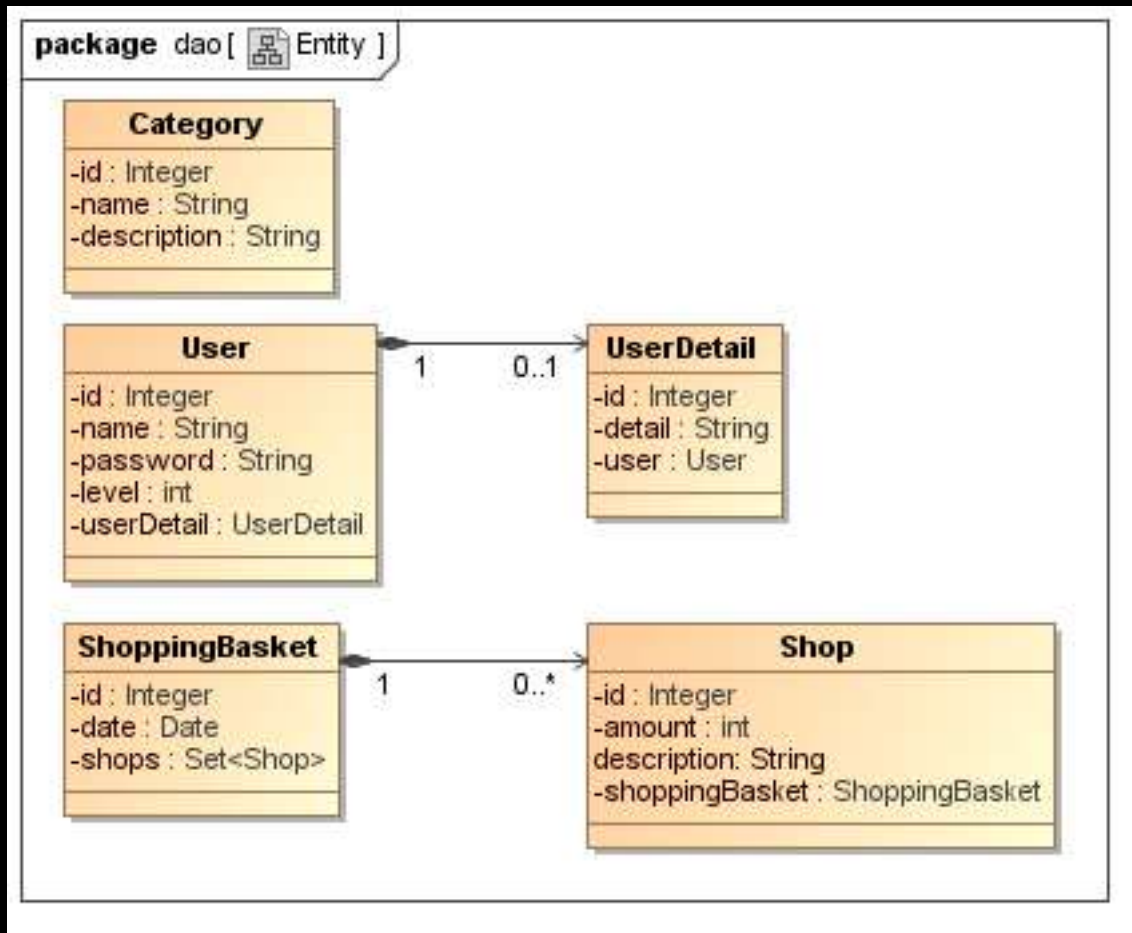 package dao[ Entity ]
Category
-id : Integer
-name : String
-description : String
User
-id : Integer
-name : String
-password : String
-level : int
-userDetail : UserDetail
1
0..1
UserDetail
-id : Integer
-detail : String
-user : User
ShoppingBasket
-id : Integer
-date : Date
-shops : Set<Shop>
1
0..*
Shop
-id : Integer
-amount : int
description: String
-shoppingBasket : ShoppingBasket